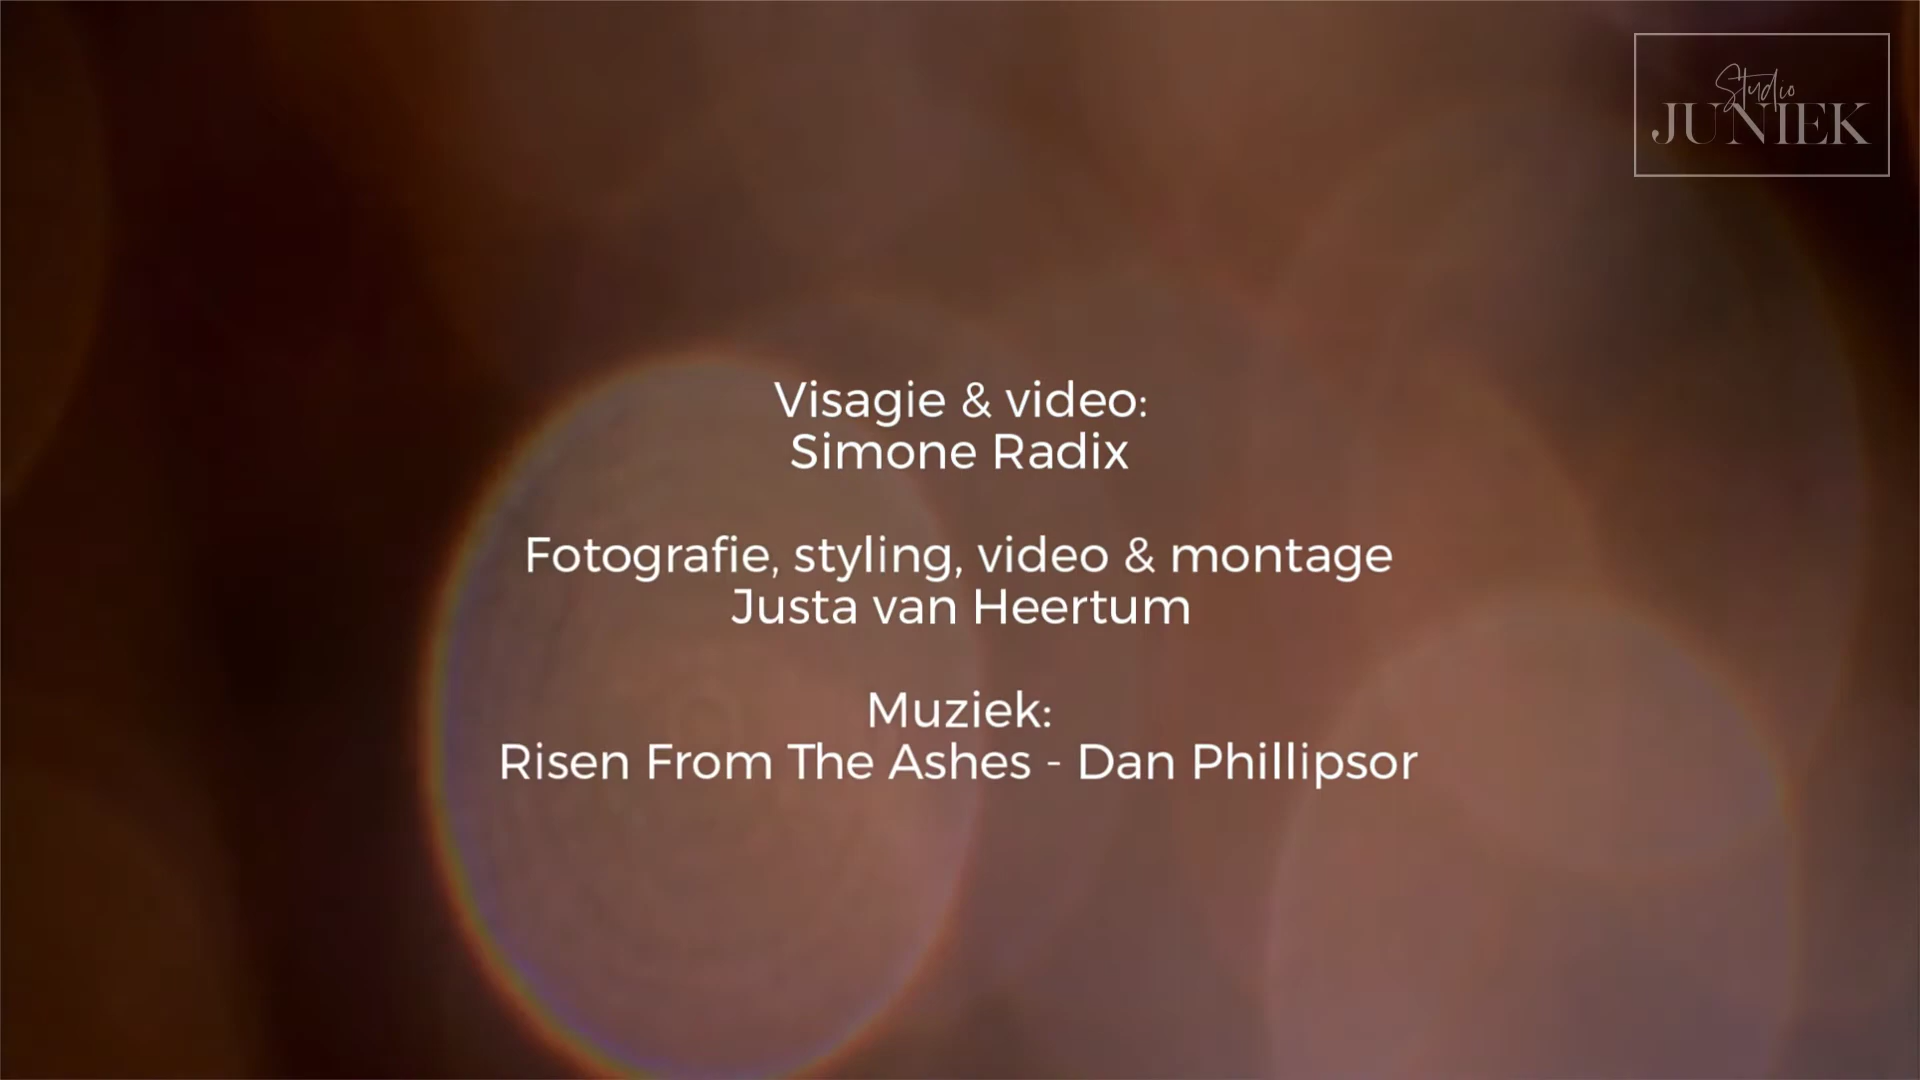 Studio
JUNIEK
Visagie & video:
Simone Radix
Fotografie, styling, video & montage
Justa van Heertum
Muziek:
Risen From The Ashes - Dan Phillipsor